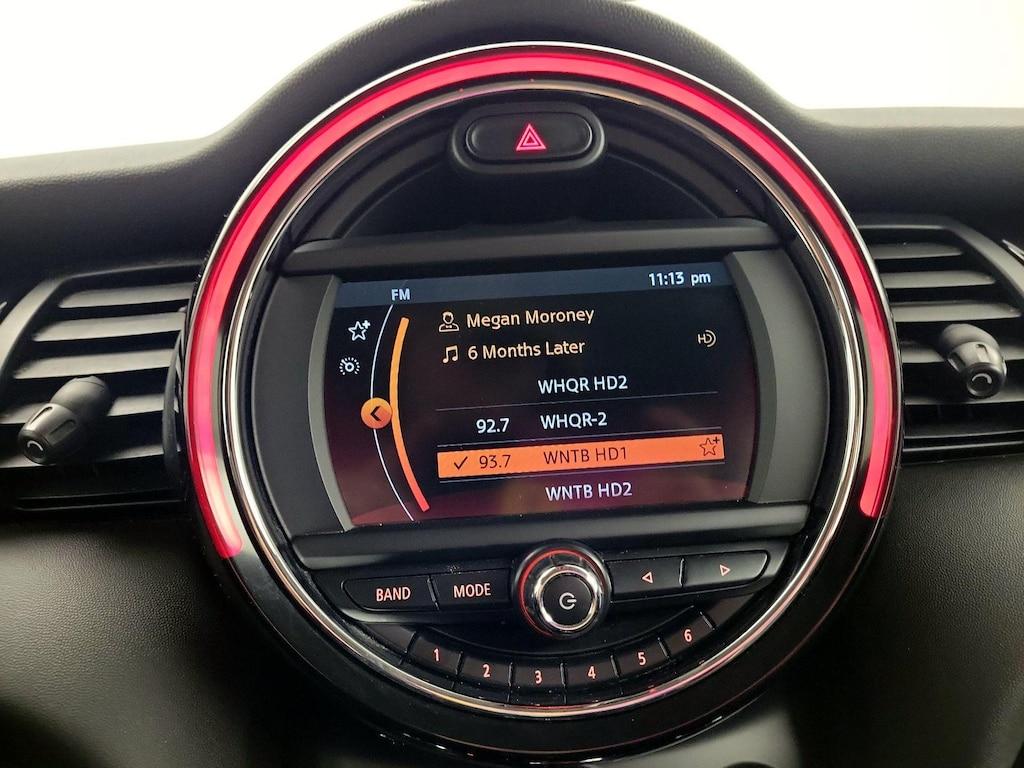 FM 11:13 pm
Megan Moroney
6 Months Later
HD
WHQR HD2
92.7 WHQR-2
93.7 WNTB HD1
WNTB HD2
BAND MODE
1 2 3 4 5 6